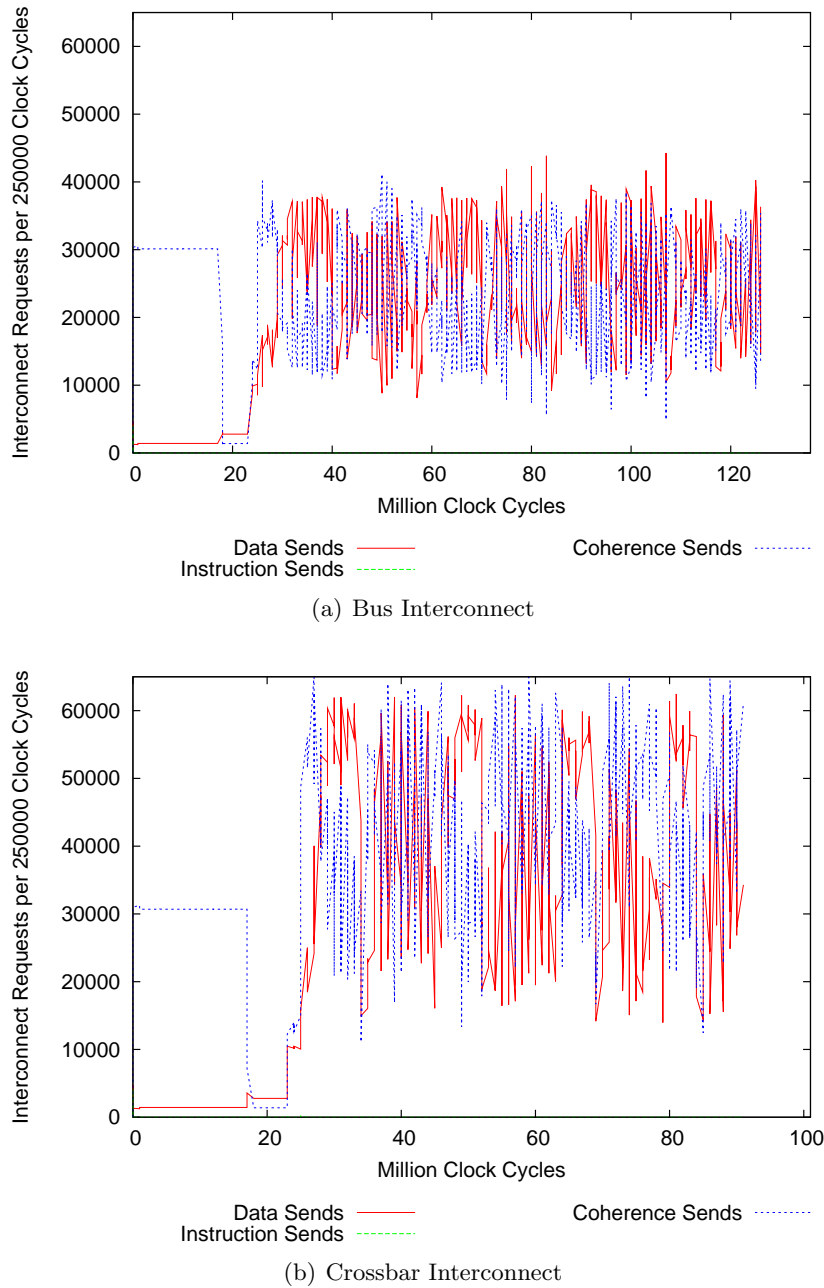 Interconnect Requests per 250000 Clock Cycles
60000
50000
40000
30000
20000
10000
0
0 20 40 60 80 100 120
Million Clock Cycles
Data Sends Coherence Sends
Instruction Sends
(a) Bus Interconnect
Interconnect Requests per 250000 Clock Cycles
60000
50000
40000
30000
20000
10000
0
0 20 40 60 80 100
Million Clock Cycles
Data Sends Coherence Sends
Instruction Sends
(b) Crossbar Interconnect